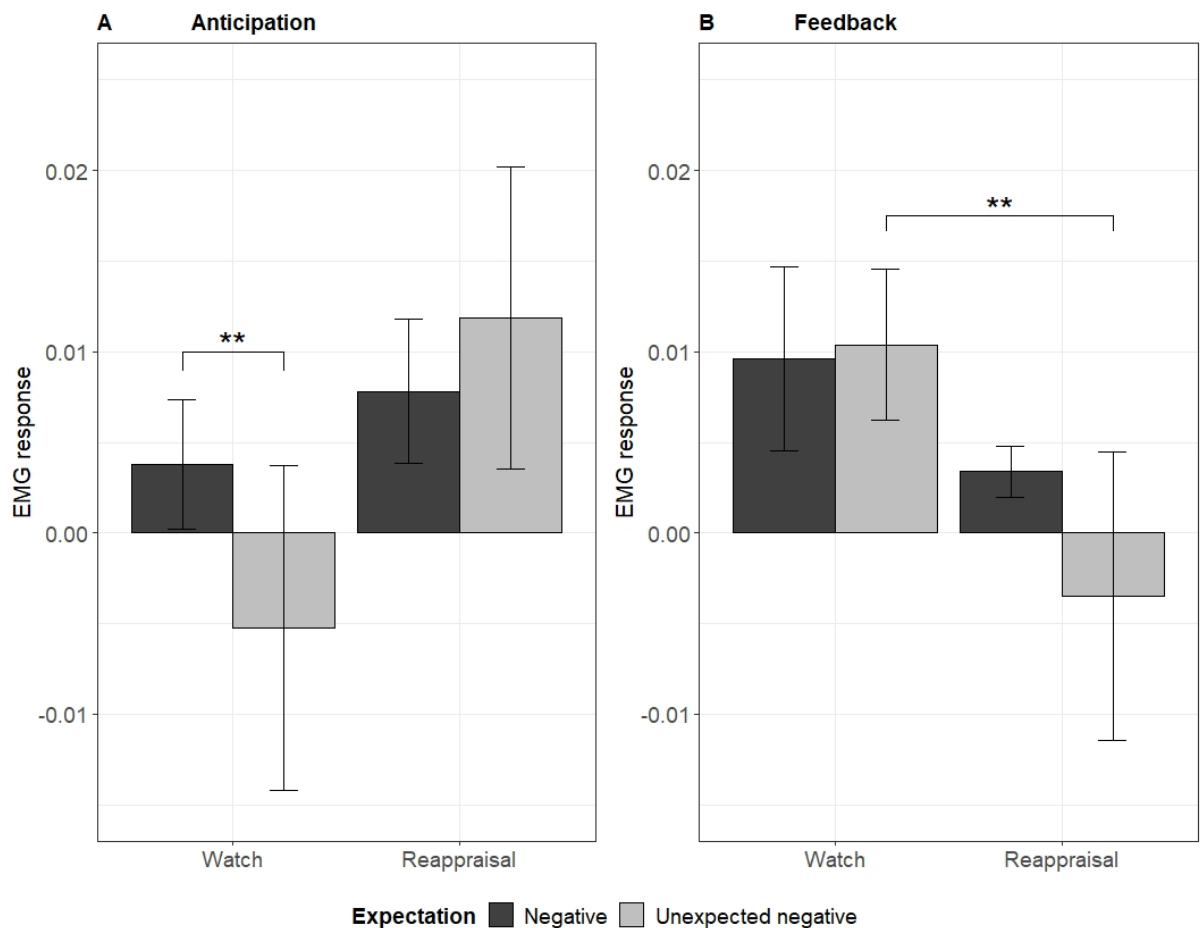 A Anticipation
B Feedback
EMG response
0.02
0.01
0.00
-0.01
**
Watch
Reappraisal
EMG response
0.02
0.01
0.00
-0.01
**
Watch
Reappraisal
Expectation Negative Unexpected negative